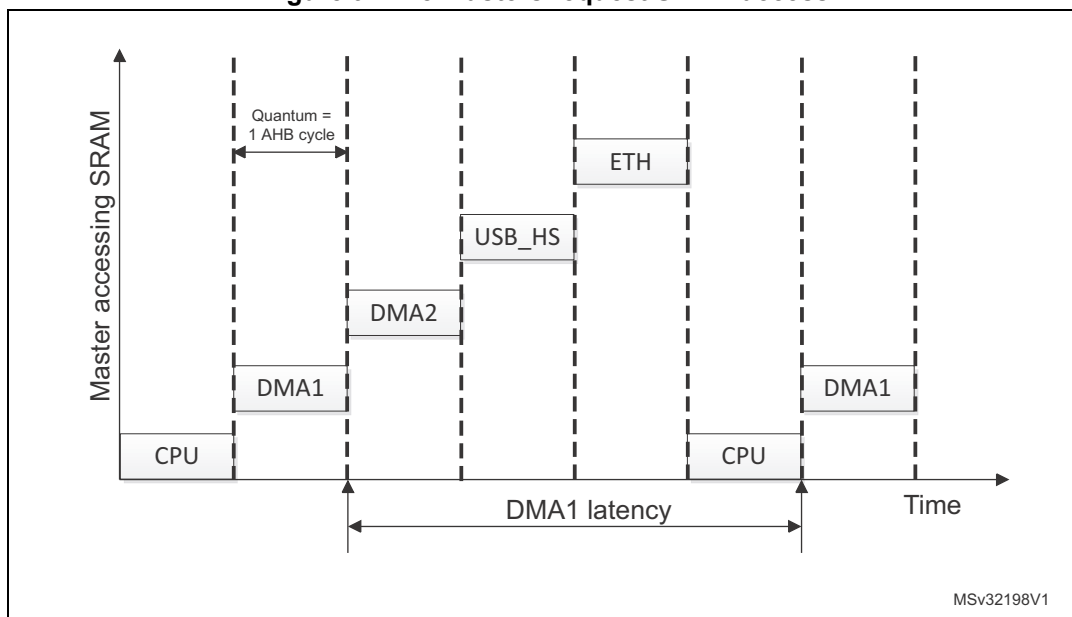 Quantum =
1 AHB cycle
Master accessing SRAM
ETH
USB_HS
DMA2
DMA1
DMA1
CPU
CPU
DMA1 latency
Time
MSv32198V1